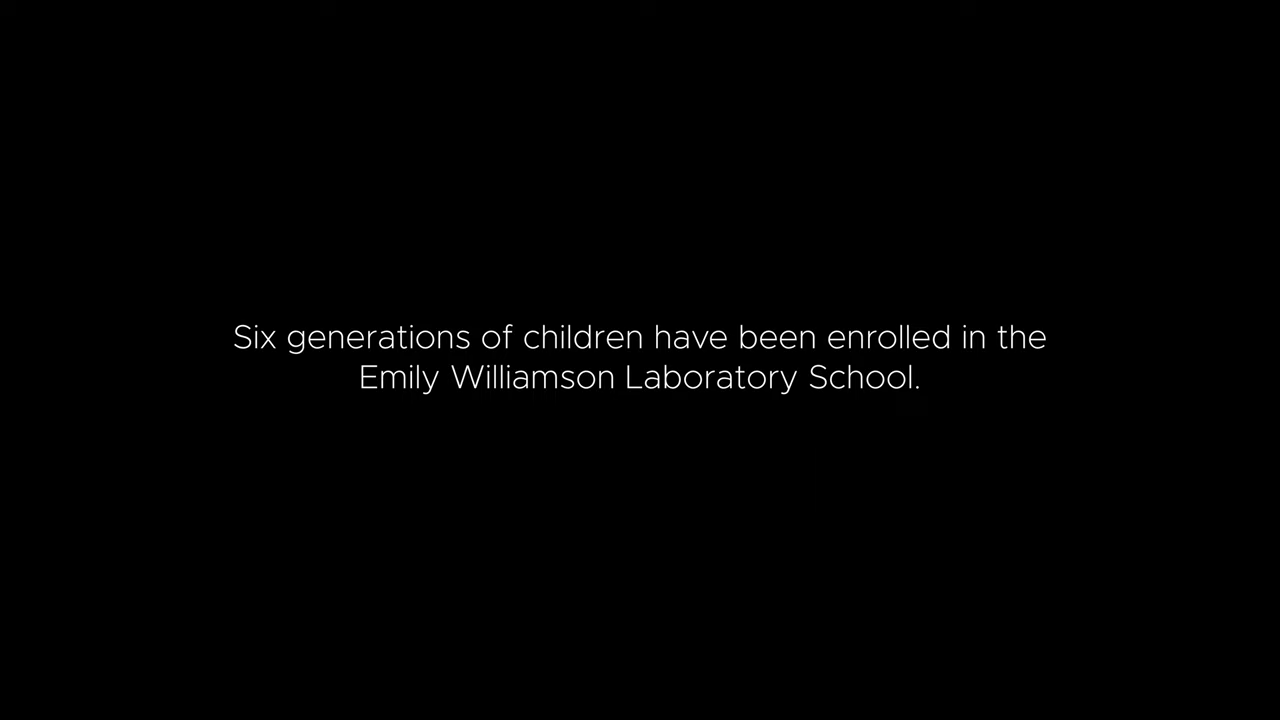 Six generations of children have been enrolled in the
Emily Williamson Laboratory School.